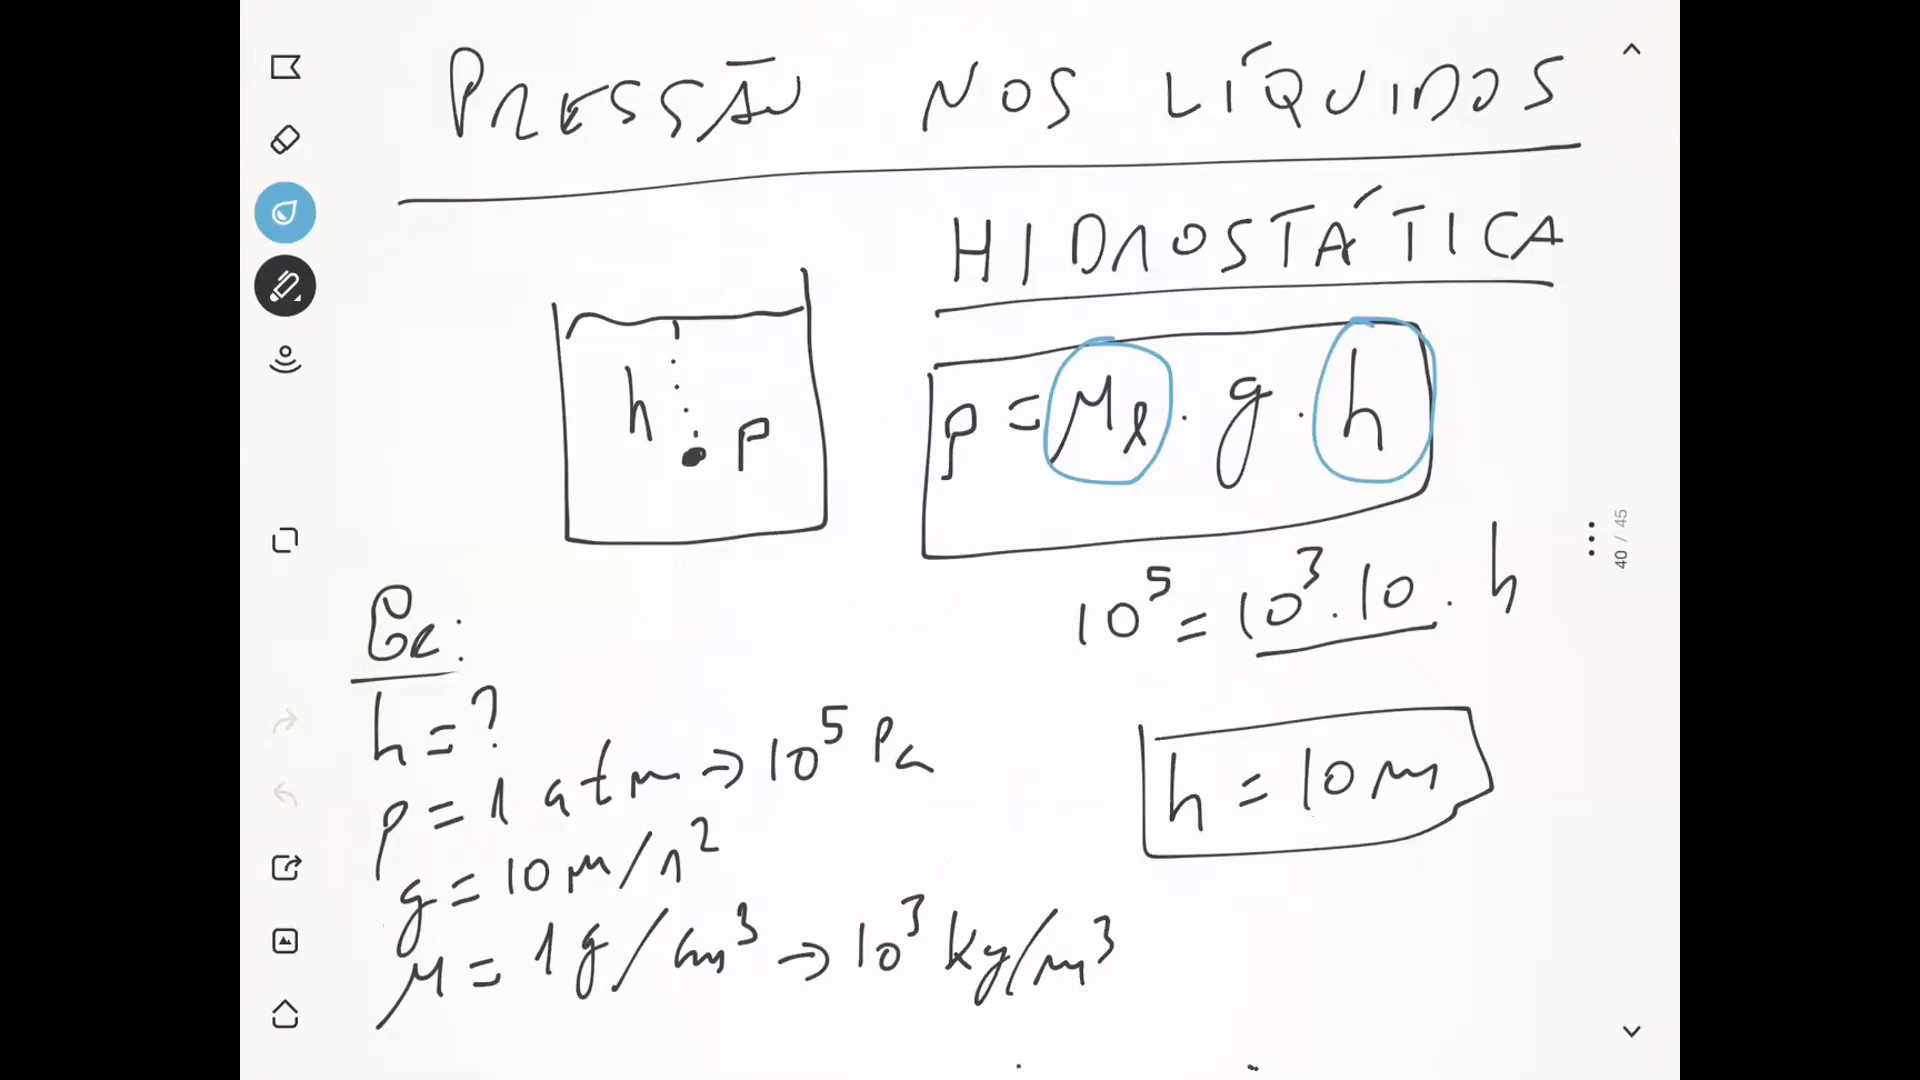 PRESSÃO NOS LÍQUIDOS
HIDROSTÁTICA
h
P
p = μℓ . g . h
10⁵ = 10³ . 10 . h
Ex:
h = ?
p = 1 atm → 10⁵ Pa
g = 10 m/s²
μ = 1 g/cm³ → 10³ kg/m³
h = 10 m
40 / 45